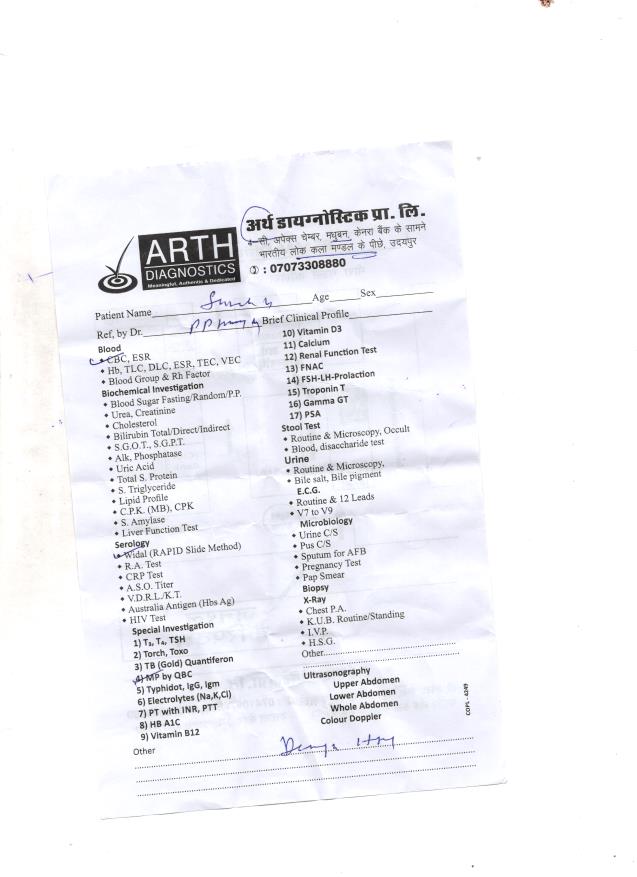 अर्थ डायग्नोस्टिक प्रा. लि.
4-सी, अपेक्स चेम्बर, मधुबन, केनरा बैंक के सामने
भारतीय लोक कला मण्डल के पीछे, उदयपुर
: 07073308880
ARTH
DIAGNOSTICS
Meaningful, Authentic & Dedicated
Patient Name Age Sex
Ref, by Dr. Brief Clinical Profile
Blood
CBC, ESR
Hb, TLC, DLC, ESR, TEC, VEC
Blood Group & Rh Factor
Biochemical Investigation
Blood Sugar Fasting/Random/P.P.
Urea, Creatinine
Cholesterol
Bilirubin Total/Direct/Indirect
S.G.O.T., S.G.P.T.
Alk, Phosphatase
Uric Acid
Total S. Protein
S. Triglyceride
Lipid Profile
C.P.K. (MB), CPK
S. Amylase
Liver Function Test
Serology
Widal (RAPID Slide Method)
R.A. Test
CRP Test
A.S.O. Titer
V.D.R.L./K.T.
Australia Antigen (Hbs Ag)
HIV Test
Special Investigation
1) T₃, T₄, TSH
2) Torch, Toxo
3) TB (Gold) Quantiferon
4) MP by QBC
5) Typhidot, IgG, Igm
6) Electrolytes (Na,K,Cl)
7) PT with INR, PTT
8) HB A1C
9) Vitamin B12
Other
10) Vitamin D3
11) Calcium
12) Renal Function Test
13) FNAC
14) FSH-LH-Prolaction
15) Troponin T
16) Gamma GT
17) PSA
Stool Test
Routine & Microscopy, Occult
Blood, disaccharide test
Urine
Routine & Microscopy,
Bile salt, Bile pigment
E.C.G.
Routine & 12 Leads
V7 to V9
Microbiology
Urine C/S
Pus C/S
Sputum for AFB
Pregnancy Test
Pap Smear
Biopsy
X-Ray
Chest P.A.
K.U.B. Routine/Standing
I.V.P.
H.S.G.
Other
Ultrasonography
Upper Abdomen
Lower Abdomen
Whole Abdomen
Colour Doppler
COPL - 4249